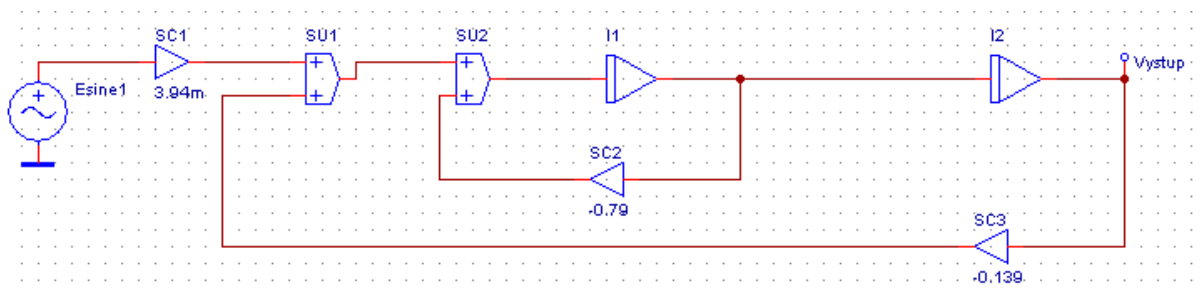 SC1
SU1
SU2
I1
I2
Vystup
Esine1
3.94m
SC2
-0.79
SC3
-0.139